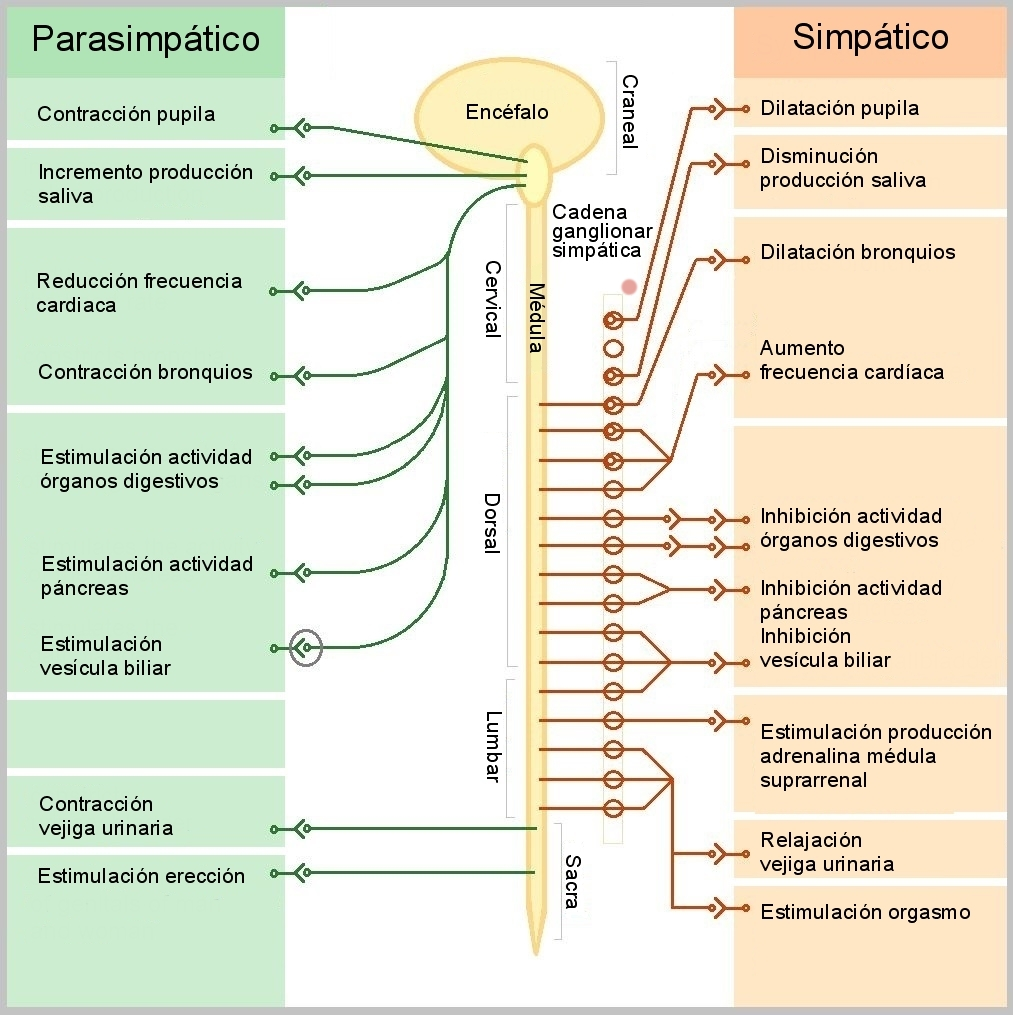 Parasimpático
Contracción pupila
Incremento producción
saliva
Reducción frecuencia
cardiaca
Contracción bronquios
Estimulación actividad
órganos digestivos
Estimulación actividad
páncreas
Estimulación
vesícula biliar
Contracción
vejiga urinaria
Estimulación erección
Encéfalo
Craneal
Cadena
ganglionar
simpática
Cervical
Médula
Dorsal
Lumbar
Sacra
Simpático
Dilatación pupila
Disminución
producción saliva
Dilatación bronquios
Aumento
frecuencia cardíaca
Inhibición actividad
órganos digestivos
Inhibición actividad
páncreas
Inhibición
vesícula biliar
Estimulación producción
adrenalina médula
suprarrenal
Relajación
vejiga urinaria
Estimulación orgasmo